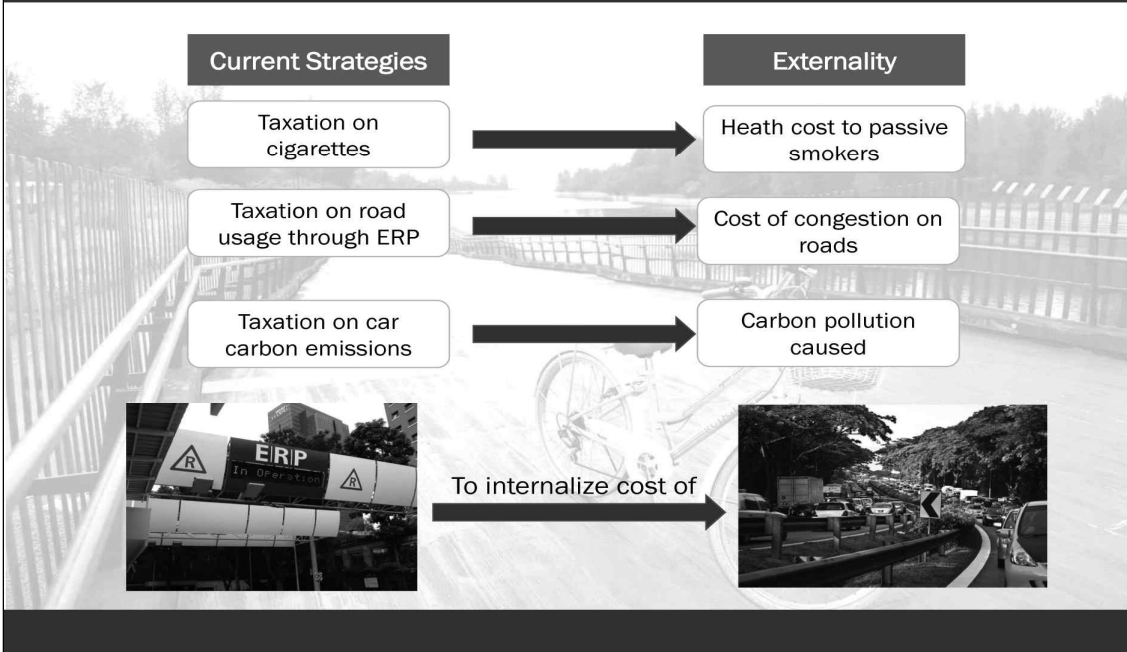 Current Strategies
Externality
Taxation on
cigarettes
Heath cost to passive
smokers
Taxation on road
usage through ERP
Cost of congestion on
roads
Taxation on car
carbon emissions
Carbon pollution
caused
R
ERP
In Operation
R
To internalize cost of